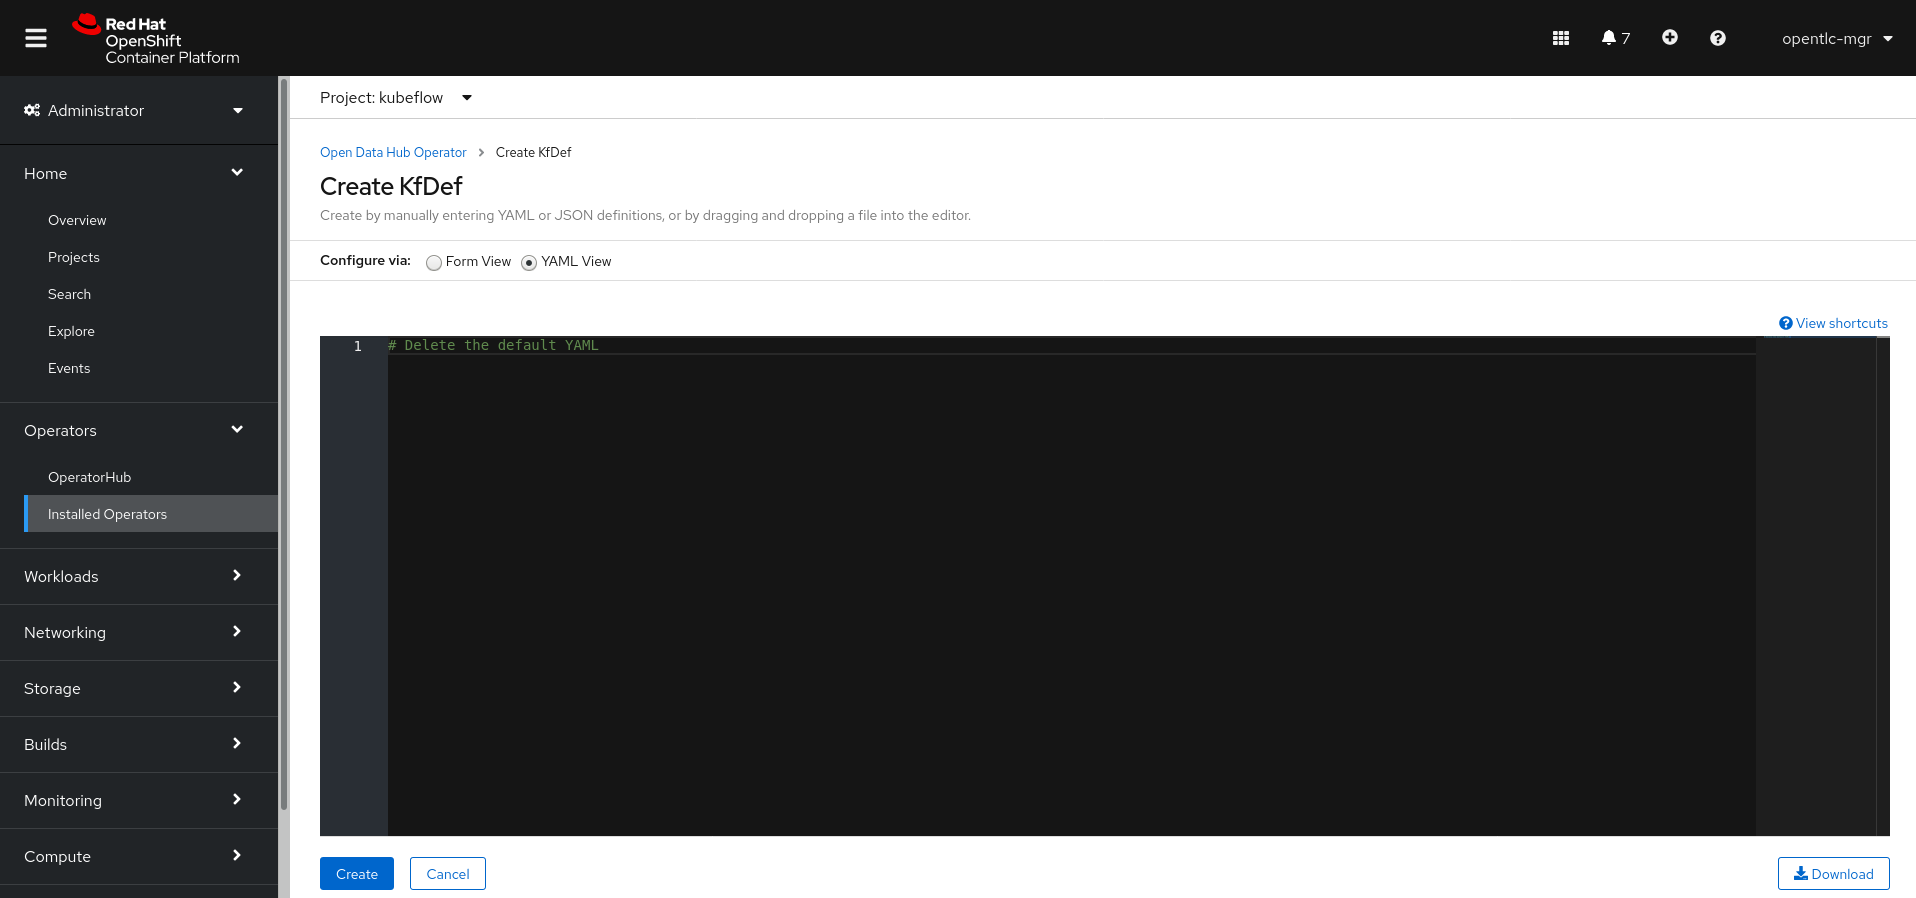 Red Hat
OpenShift
Container Platform
7
opentlc-mgr
Administrator
Home
Overview
Projects
Search
Explore
Events
Operators
OperatorHub
Installed Operators
Workloads
Networking
Storage
Builds
Monitoring
Compute
Project: kubeflow
Open Data Hub Operator > Create KfDef
Create KfDef
Create by manually entering YAML or JSON definitions, or by dragging and dropping a file into the editor.
Configure via: Form View YAML View
View shortcuts
1 # Delete the default YAML
Create Cancel Download